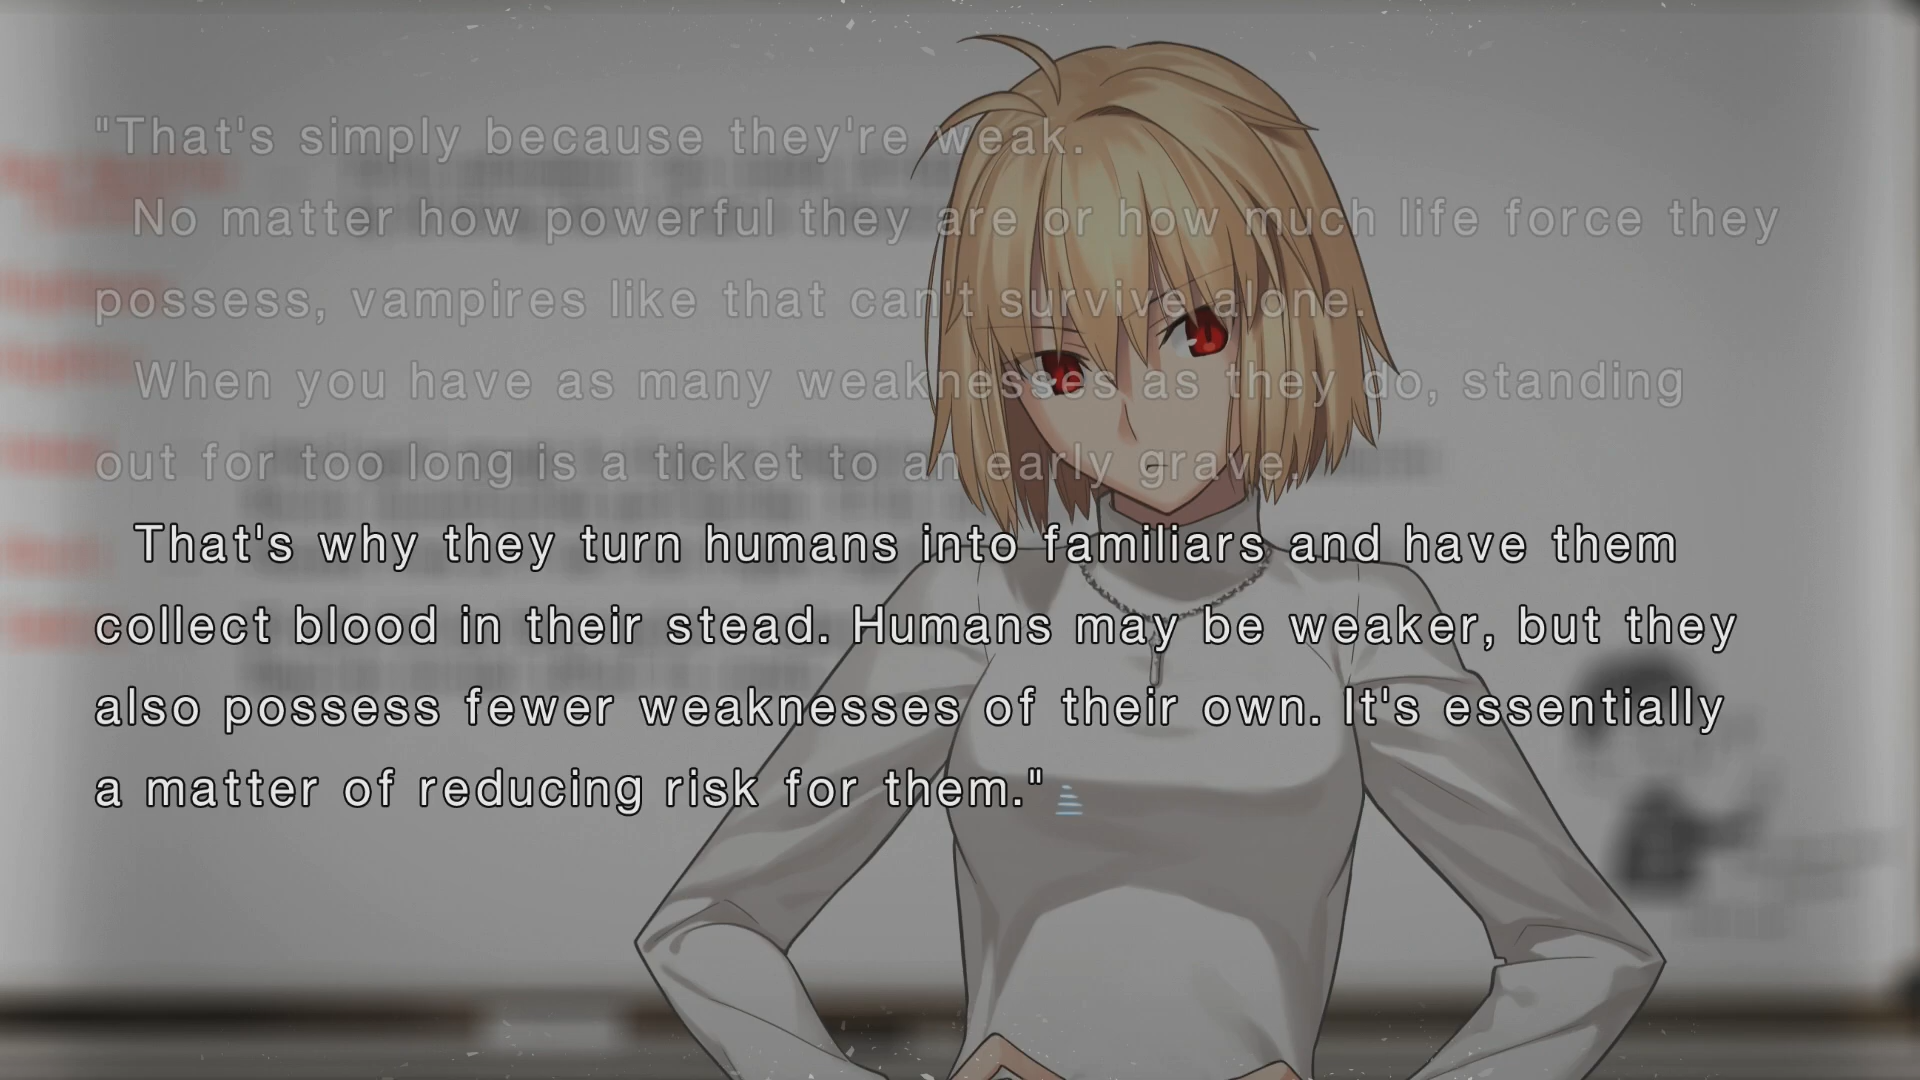 "That's simply because they're weak.
No matter how powerful they are or how much life force they
possess, vampires like that can't survive alone.
When you have as many weaknesses as they do, standing
out for too long is a ticket to an early grave.
That's why they turn humans into familiars and have them
collect blood in their stead. Humans may be weaker, but they
also possess fewer weaknesses of their own. It's essentially
a matter of reducing risk for them."